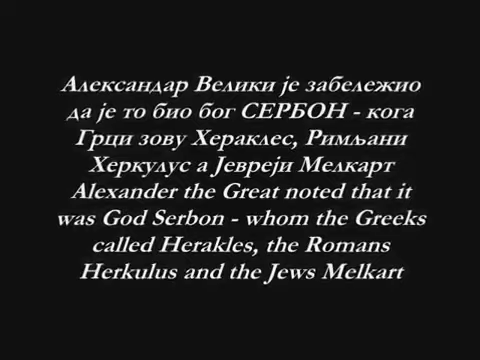 Александар Велики је забележио
да је то био бог СЕРБОН - кога
Грци зову Хераклес, Римљани
Херкулус а Јевреји Мелкарт
Alexander the Great noted that it
was God Serbon - whom the Greeks
called Herakles, the Romans
Herkulus and the Jews Melkart